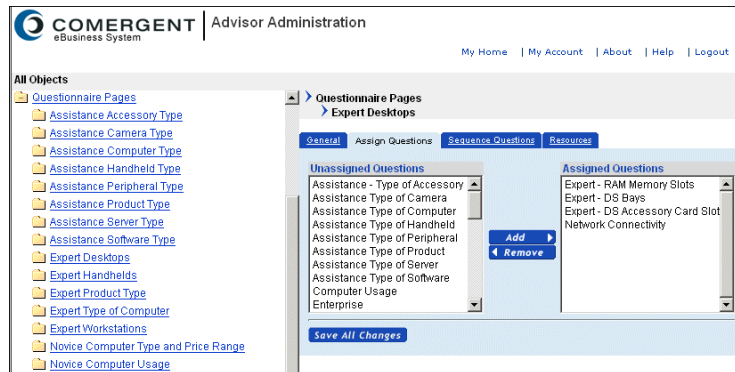 COMERGENT
eBusiness System
Advisor Administration
My Home | My Account | About | Help | Logout
All Objects
Questionnaire Pages
Assistance Accessory Type
Assistance Camera Type
Assistance Computer Type
Assistance Handheld Type
Assistance Peripheral Type
Assistance Product Type
Assistance Server Type
Assistance Software Type
Expert Desktops
Expert Handhelds
Expert Product Type
Expert Type of Computer
Expert Workstations
Novice Computer Type and Price Range
Novice Computer Usage
Questionnaire Pages
Expert Desktops
General Assign Questions Sequence Questions Resources
Unassigned Questions
Assistance - Type of Accessory
Assistance Type of Camera
Assistance Type of Computer
Assistance Type of Handheld
Assistance Type of Peripheral
Assistance Type of Product
Assistance Type of Server
Assistance Type of Software
Computer Usage
Enterprise
Add
Remove
Assigned Questions
Expert - RAM Memory Slots
Expert - DS Bays
Expert - DS Accessory Card Slot
Network Connectivity
Save All Changes